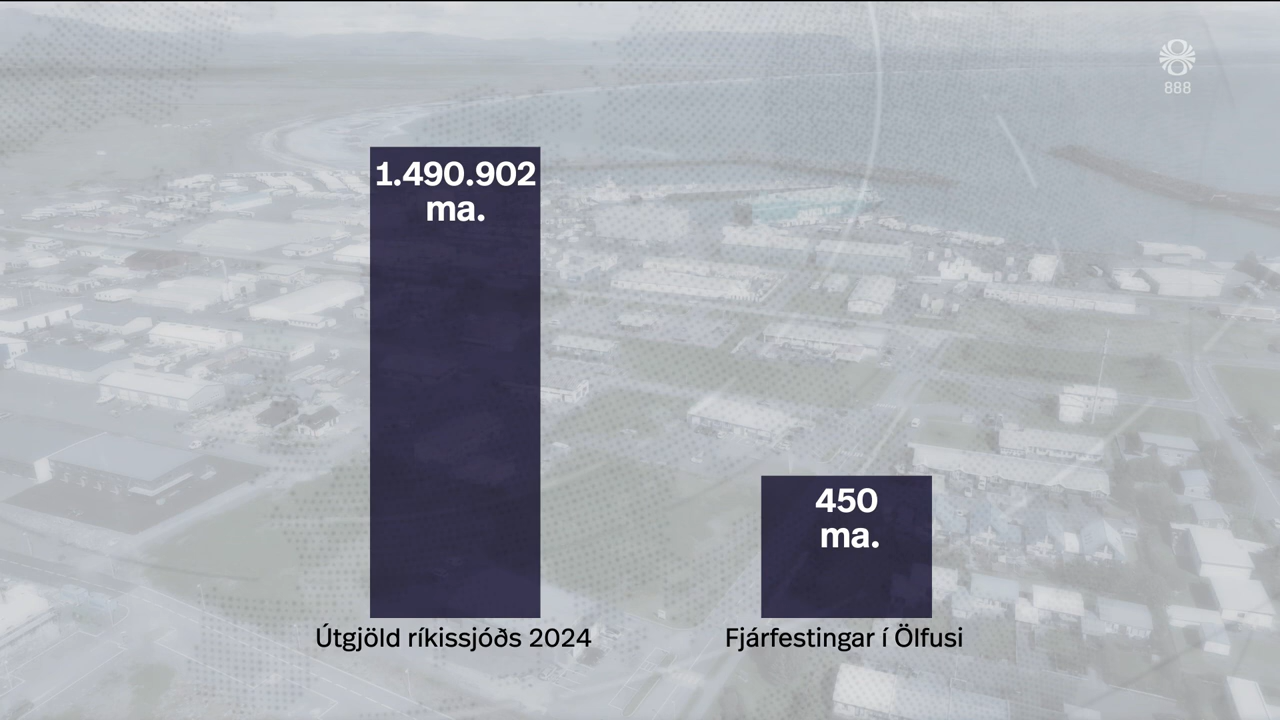 888
1.490.902
ma.
450
ma.
Útgjöld ríkissjóðs 2024
Fjárfestingar í Ölfusi